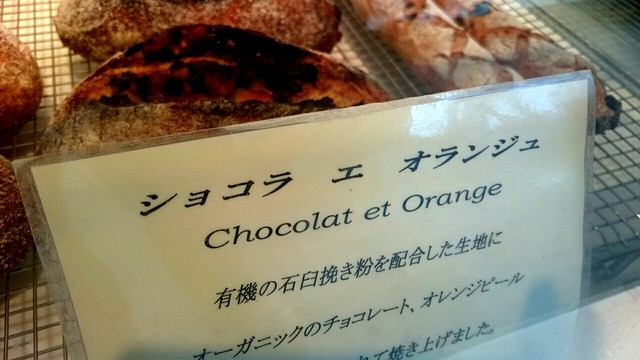 ショコラ エ オランジュ
Chocolat et Orange
有機の石臼挽き粉を配合した生地に
オーガニックのチョコレート、オレンジピール
れて焼き上げました。